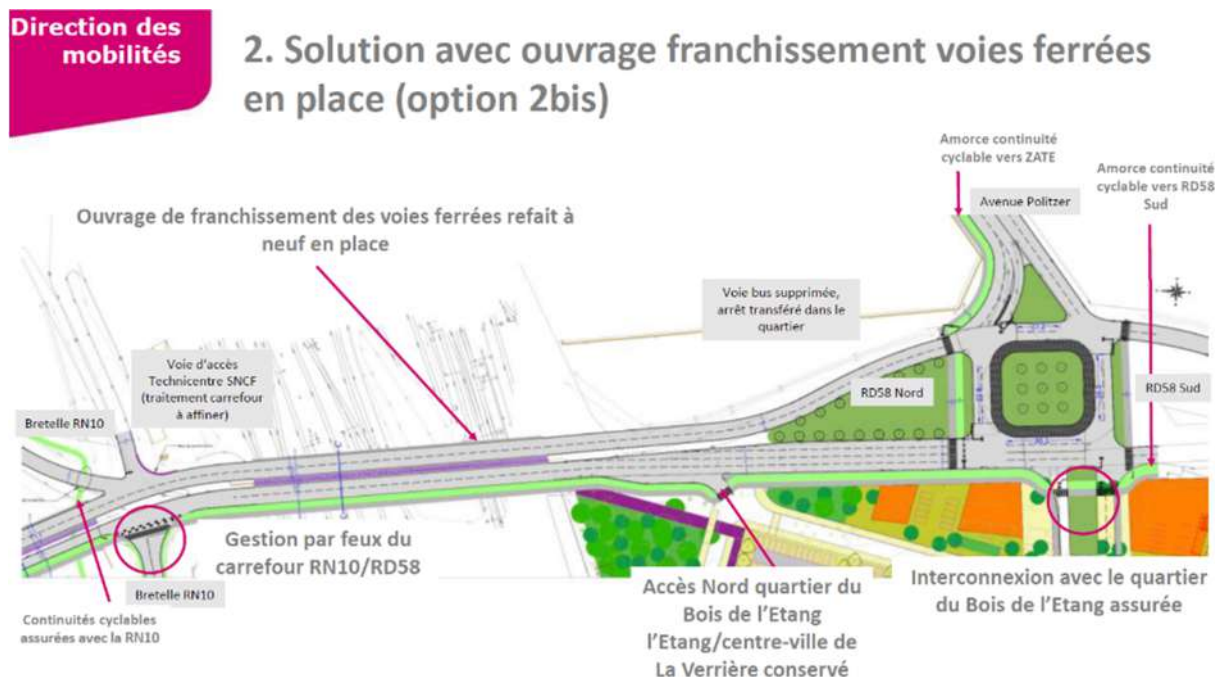 Direction des
mobilités
2. Solution avec ouvrage franchissement voies ferrées
en place (option 2bis)
Amorce continuité
cyclable vers ZATE
Amorce continuité
cyclable vers RD58
Sud
Avenue Politzer
Ouvrage de franchissement des voies ferrées refait à
neuf en place
Voie bus supprimée,
arrêt transféré dans le
quartier
Voie d'accès
Technicentre SNCF
(traitement carrefour
à affiner)
RD58 Nord
RD58 Sud
Bretelle RN10
Gestion par feux du
carrefour RN10/RD58
Bretelle RN10
Continuités cyclables
assurées avec la RN10
Accès Nord quartier du
Bois de l'Etang
l'Etang/centre-ville de
La Verrière conservé
Interconnexion avec le quartier
du Bois de l'Etang assurée